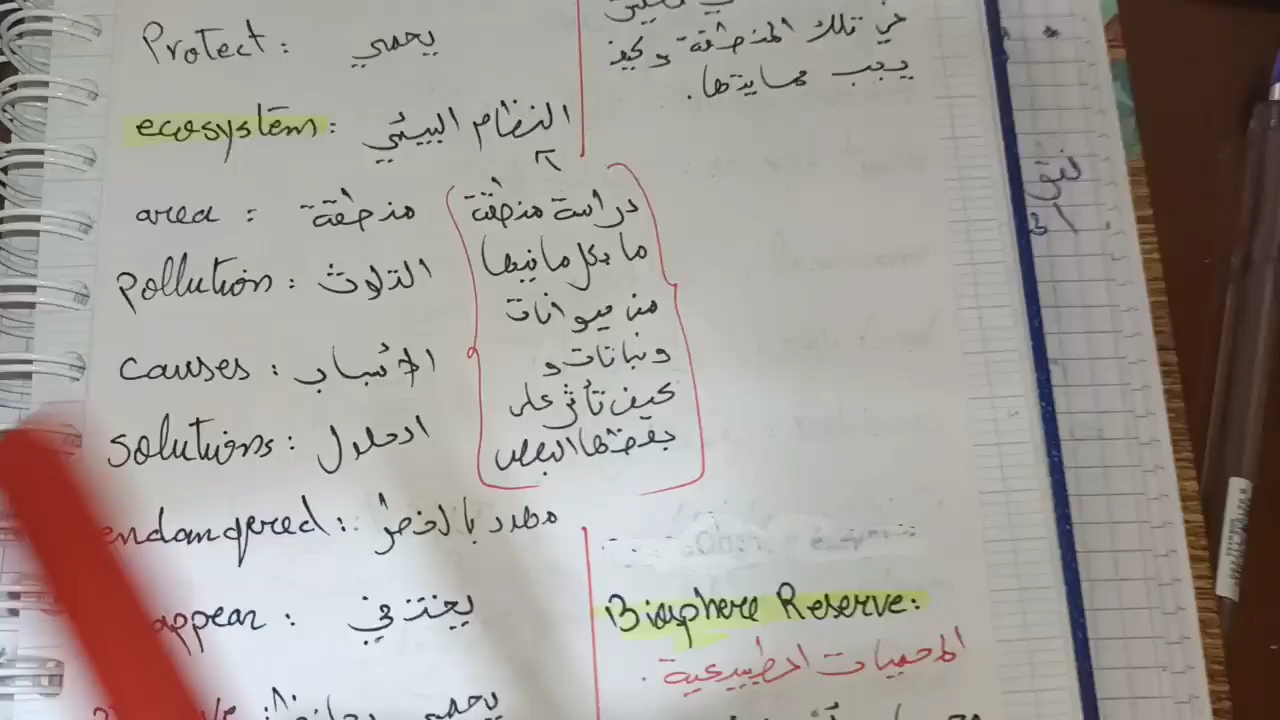 Protect : يحمي
ecosystem : النظام البيئي
area : منطقة
pollution : التلوث
causes : الأسباب
solutions : الحلول
endangered : مهدد بالخطر
appear : يختفي
يحمي
دراسة منطقة
ما بكل ما فيها
من حيوانات
ونباتات و
كيف تأثر على
بعضها البعض
في تلك المنطقة وكيف
يجب حمايتها.
Biosphere Reserve:
المحميات الطبيعية .